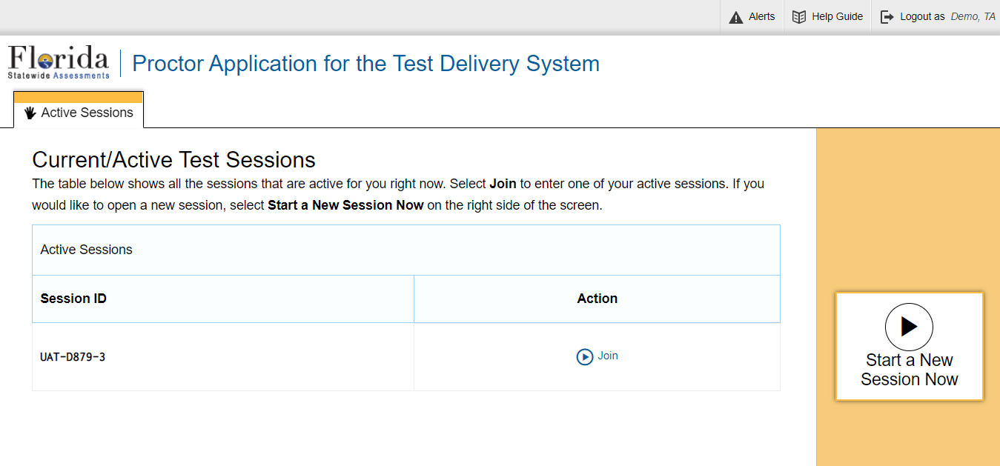 Alerts
Help Guide
Logout as Demo, TA
Florida
Statewide Assessments
Proctor Application for the Test Delivery System
Active Sessions
Current/Active Test Sessions
The table below shows all the sessions that are active for you right now. Select Join to enter one of your active sessions. If you
would like to open a new session, select Start a New Session Now on the right side of the screen.
Active Sessions
Session ID
Action
UAT-D879-3
Join
Start a New
Session Now